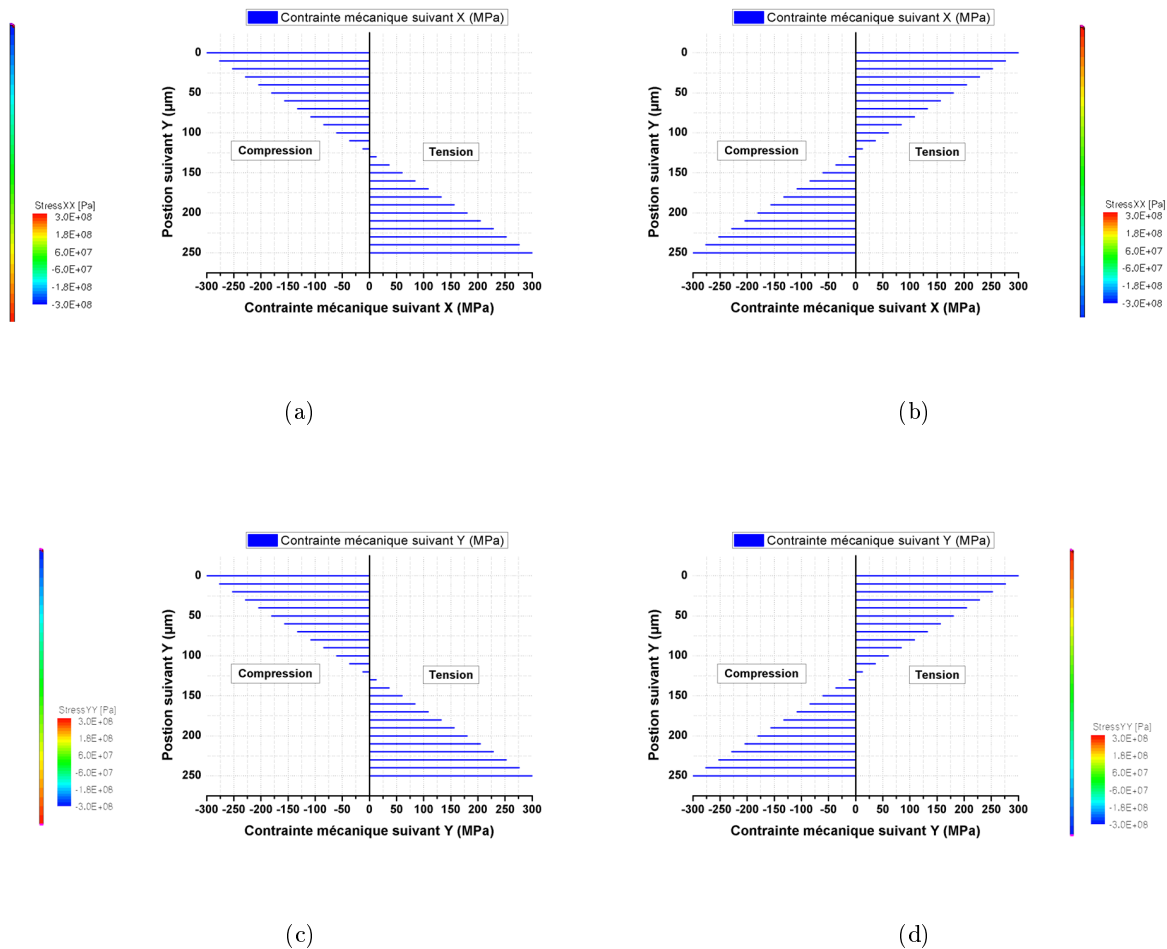 Contrainte mécanique suivant X (MPa)
Postion suivant Y (µm)
0
50
100
150
200
250
Compression
Tension
-300 -250 -200 -150 -100 -50 0 50 100 150 200 250 300
Contrainte mécanique suivant X (MPa)
StressXX [Pa]
3.0E+08
1.8E+08
6.0E+07
-6.0E+07
-1.8E+08
-3.0E+08
(a)
Contrainte mécanique suivant X (MPa)
Postion suivant Y (µm)
0
50
100
150
200
250
Compression
Tension
-300 -250 -200 -150 -100 -50 0 50 100 150 200 250 300
Contrainte mécanique suivant X (MPa)
StressXX [Pa]
3.0E+08
1.8E+08
6.0E+07
-6.0E+07
-1.8E+08
-3.0E+08
(b)
Contrainte mécanique suivant Y (MPa)
Postion suivant Y (µm)
0
50
100
150
200
250
Compression
Tension
-300 -250 -200 -150 -100 -50 0 50 100 150 200 250 300
Contrainte mécanique suivant Y (MPa)
StressYY [Pa]
3.0E+08
1.8E+08
6.0E+07
-6.0E+07
-1.8E+08
-3.0E+08
(c)
Contrainte mécanique suivant Y (MPa)
Postion suivant Y (µm)
0
50
100
150
200
250
Compression
Tension
-300 -250 -200 -150 -100 -50 0 50 100 150 200 250 300
Contrainte mécanique suivant Y (MPa)
StressYY [Pa]
3.0E+08
1.8E+08
6.0E+07
-6.0E+07
-1.8E+08
-3.0E+08
(d)